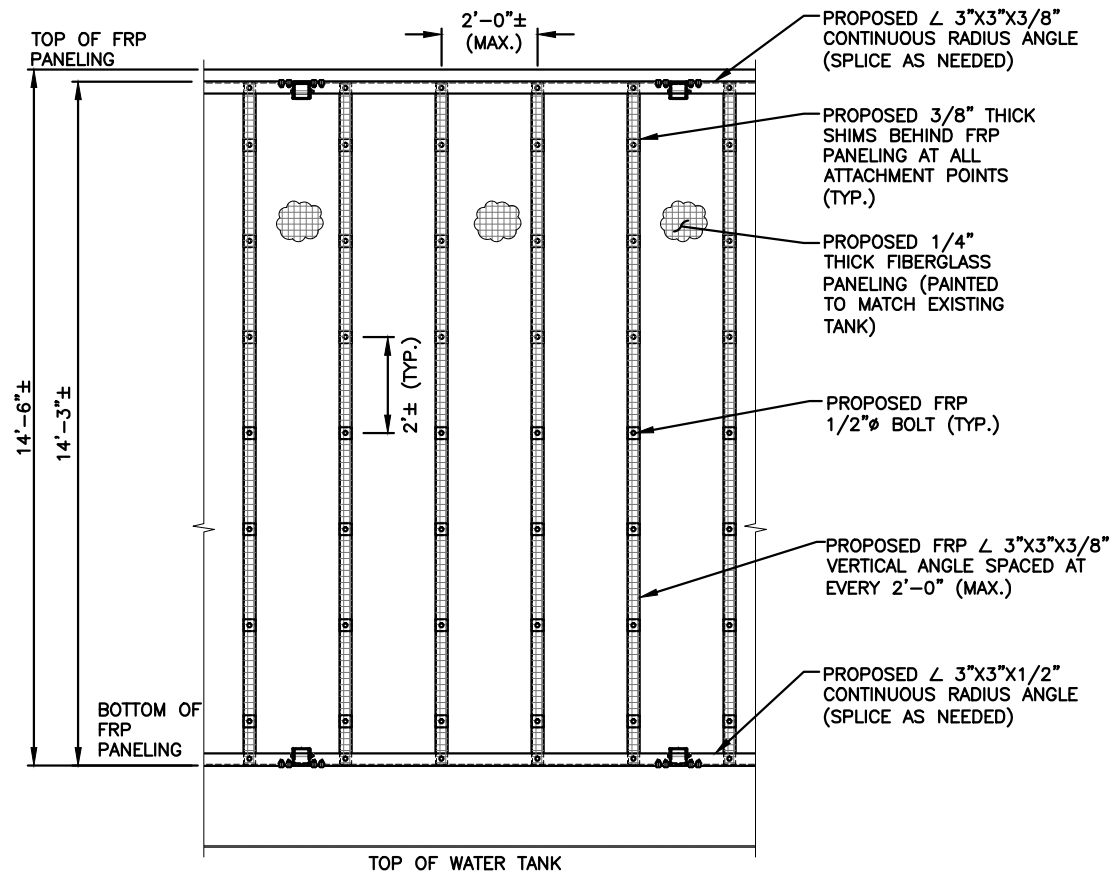 2'-0"±
(MAX.)
TOP OF FRP
PANELING
PROPOSED ∠ 3"X3"X3/8"
CONTINUOUS RADIUS ANGLE
(SPLICE AS NEEDED)
PROPOSED 3/8" THICK
SHIMS BEHIND FRP
PANELING AT ALL
ATTACHMENT POINTS
(TYP.)
PROPOSED 1/4"
THICK FIBERGLASS
PANELING (PAINTED
TO MATCH EXISTING
TANK)
14'-6"±
14'-3"±
2'± (TYP.)
PROPOSED FRP
1/2"ø BOLT (TYP.)
PROPOSED FRP ∠ 3"X3"X3/8"
VERTICAL ANGLE SPACED AT
EVERY 2'-0" (MAX.)
PROPOSED ∠ 3"X3"X1/2"
CONTINUOUS RADIUS ANGLE
(SPLICE AS NEEDED)
BOTTOM OF
FRP
PANELING
TOP OF WATER TANK